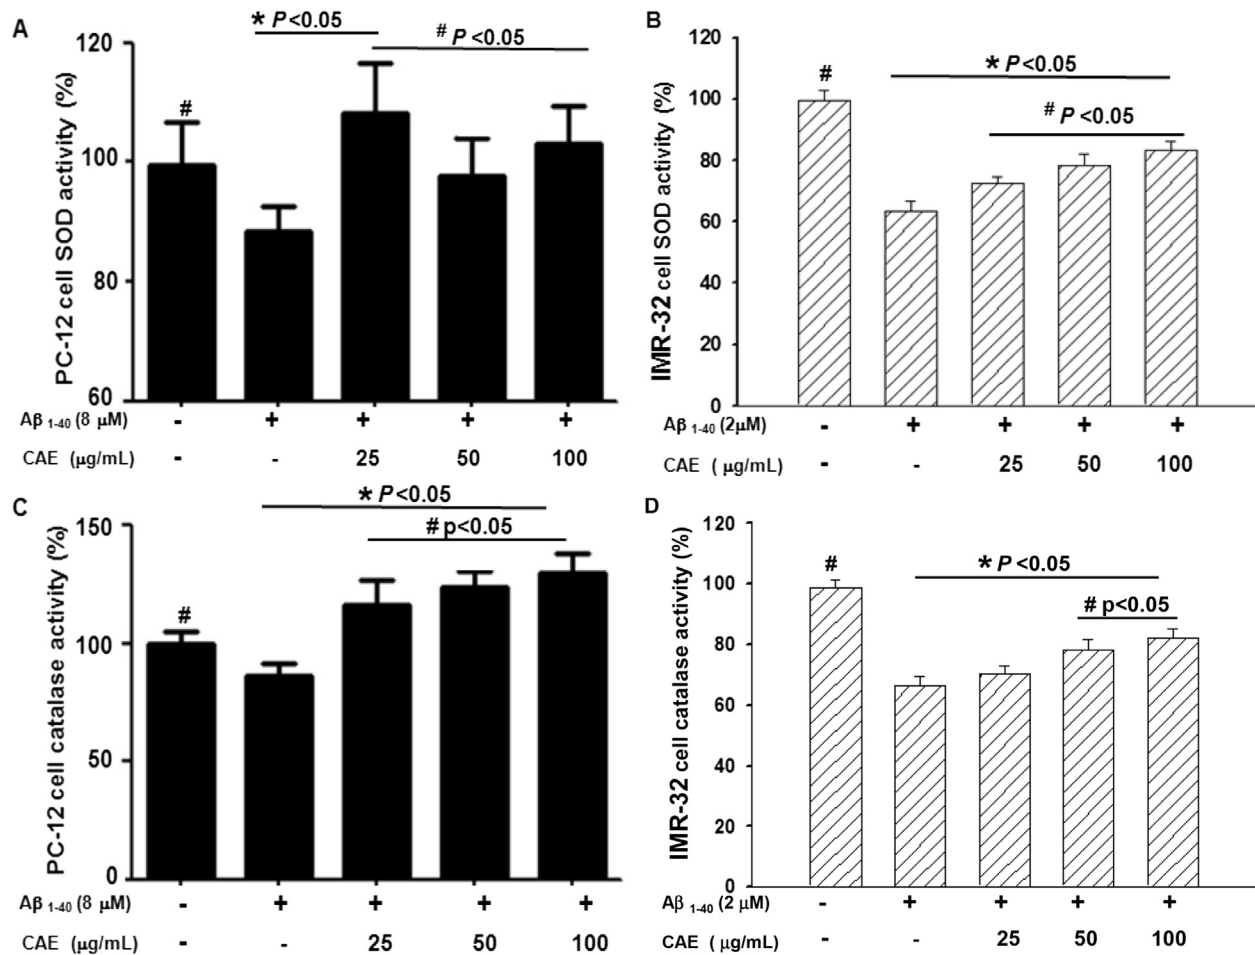 A
* P<0.05
# P<0.05
120
100
80
60
PC-12 cell SOD activity (%)
#
Aβ 1-40 (8 μM) - + + + +
CAE (μg/mL) - - 25 50 100
B
* P<0.05
# P<0.05
120
100
80
60
40
20
0
IMR-32 cell SOD activity (%)
#
Aβ 1-40 (2μM) - + + + +
CAE ( μg/mL) - - 25 50 100
C
* P<0.05
# p<0.05
150
100
50
0
PC-12 cell catalase activity (%)
#
Aβ 1-40 (8 μM) - + + + +
CAE (μg/mL) - - 25 50 100
D
* P<0.05
# p<0.05
120
100
80
60
40
20
0
IMR-32 cell catalase activity (%)
#
Aβ 1-40 (2 μM) - + + + +
CAE ( μg/mL) - - 25 50 100